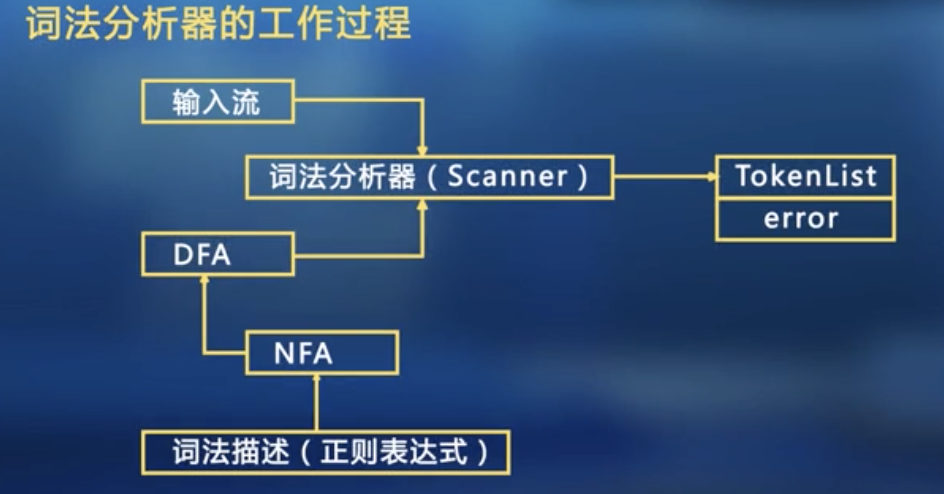 词法分析器的工作过程
输入流
词法分析器（Scanner）
TokenList
error
DFA
NFA
词法描述（正则表达式）